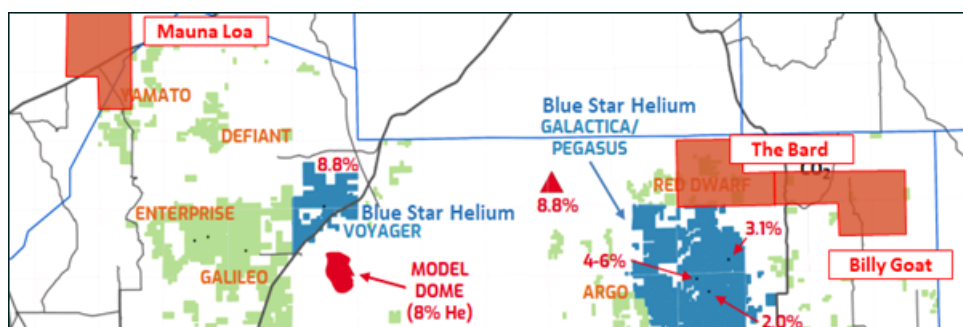 Mauna Loa
YAMATO
DEFIANT
Blue Star Helium
GALACTICA/
PEGASUS
The Bard
CO2
8.8%
8.8%
RED DWARF
ENTERPRISE
Blue Star Helium
VOYAGER
3.1%
4-6%
GALILEO
MODEL
DOME
(8% He)
ARGO
Billy Goat
2.0%